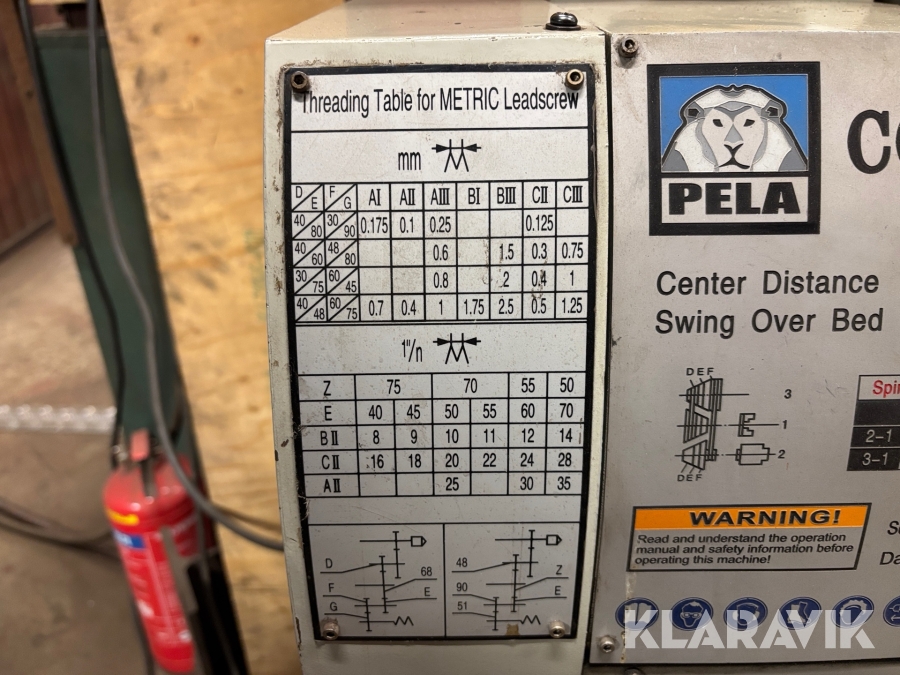 Threading Table for METRIC Leadscrew
mm
D/E F/G AI AII AIII BI BIII CII CIII
40/80 30/90 0.175 0.1 0.25 0.125
40/60 48/80 0.6 1.5 0.3 0.75
30/75 60/45 0.8 2 0.4 1
40/48 60/75 0.7 0.4 1 1.75 2.5 0.5 1.25
1"/n
Z 75 70 55 50
E 40 45 50 55 60 70
BII 8 9 10 11 12 14
CII 16 18 20 22 24 28
AII 25 30 35
D 68 F E G
48 Z 90 E 51
PELA
Center Distance
Swing Over Bed
DEF
3
1
2
DEF
2-1
3-1
WARNING!
Read and understand the operation
manual and safety information before
operating this machine!
KLARAVIK